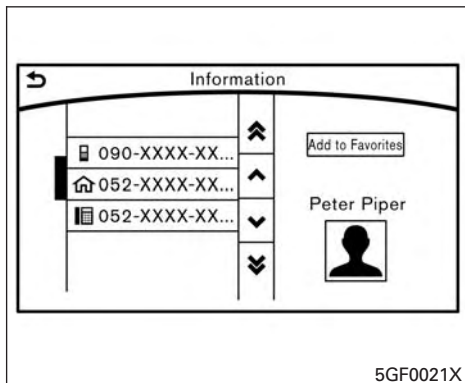 Information
090-XXXX-XX...
052-XXXX-XX...
052-XXXX-XX...
Add to Favorites
Peter Piper
5GF0021X